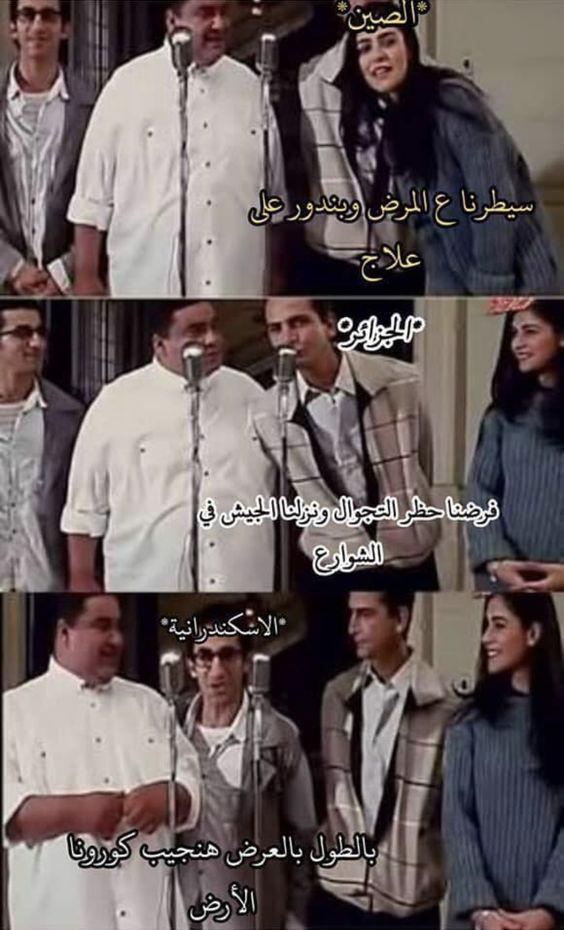 *الصين*
سيطرنا ع المرض وبندور على
علاج
*الجزائر*
فرضنا حظر التجوال ونزلنا الجيش في
الشوارع
*الاسكندرانية*
بالطول بالعرض هنجيب كورونا
الأرض